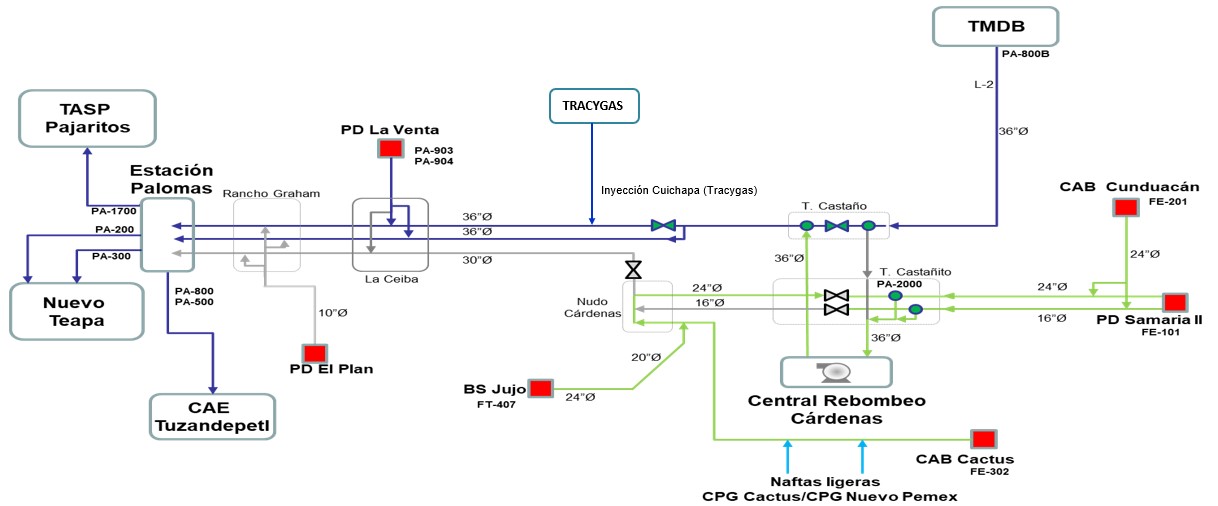 TMDB
PA-800B
L-2
36"Ø
TRACYGAS
TASP
Pajaritos
PD La Venta
PA-903
PA-904
Estación
Palomas
Rancho Graham
Inyección Cuichapa (Tracygas)
CAB Cunduacán
FE-201
T. Castaño
PA-1700
PA-200
PA-300
36"Ø
36"Ø
30"Ø
La Ceiba
36"Ø
24"Ø
T. Castañito
PA-2000
PA-800
PA-500
Nuevo
Teapa
10"Ø
Nudo
Cárdenas
24"Ø
16"Ø
24"Ø
16"Ø
PD Samaria II
FE-101
36"Ø
PD El Plan
20"Ø
BS Jujo
FT-407
24"Ø
Central Rebombeo
Cárdenas
CAE
Tuzandepetl
CAB Cactus
FE-302
Naftas ligeras
CPG Cactus/CPG Nuevo Pemex